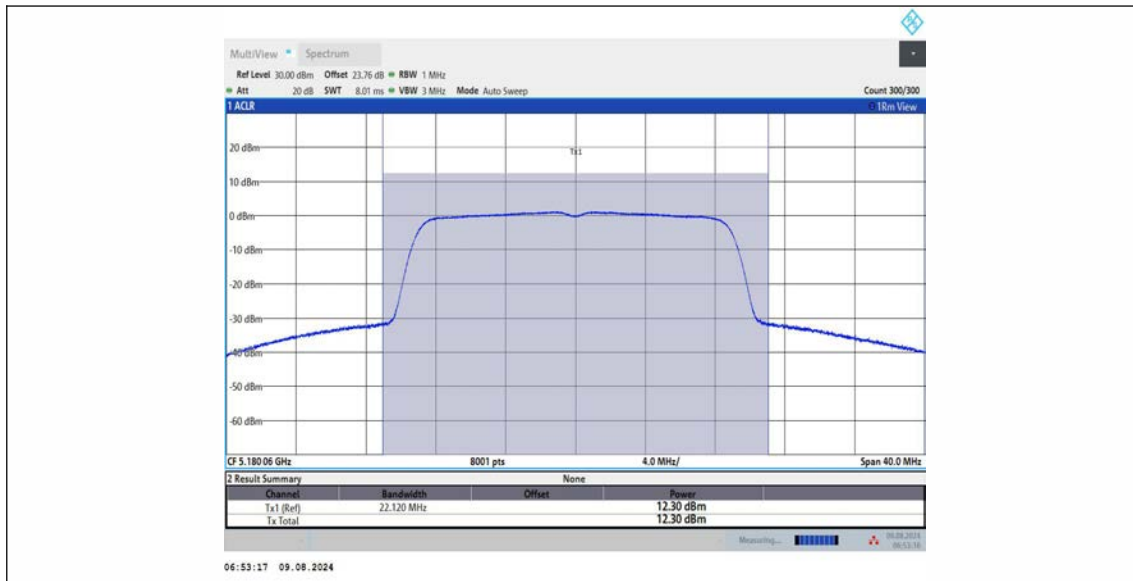 MultiView Spectrum
Ref Level 30.00 dBm Offset 23.76 dB RBW 1 MHz
Att 20 dB SWT 8.01 ms VBW 3 MHz Mode Auto Sweep Count 300/300
1 ACLR 1Rm View
20 dBm
Tx1
10 dBm
0 dBm
-10 dBm
-20 dBm
-30 dBm
-40 dBm
-50 dBm
-60 dBm
CF 5.180 06 GHz 8001 pts 4.0 MHz/ Span 40.0 MHz
2 Result Summary None
Channel Bandwidth Offset Power
Tx1 (Ref) 22.120 MHz 12.30 dBm
Tx Total 12.30 dBm
Measuring... 09.08.2024
06:53:17 09.08.2024